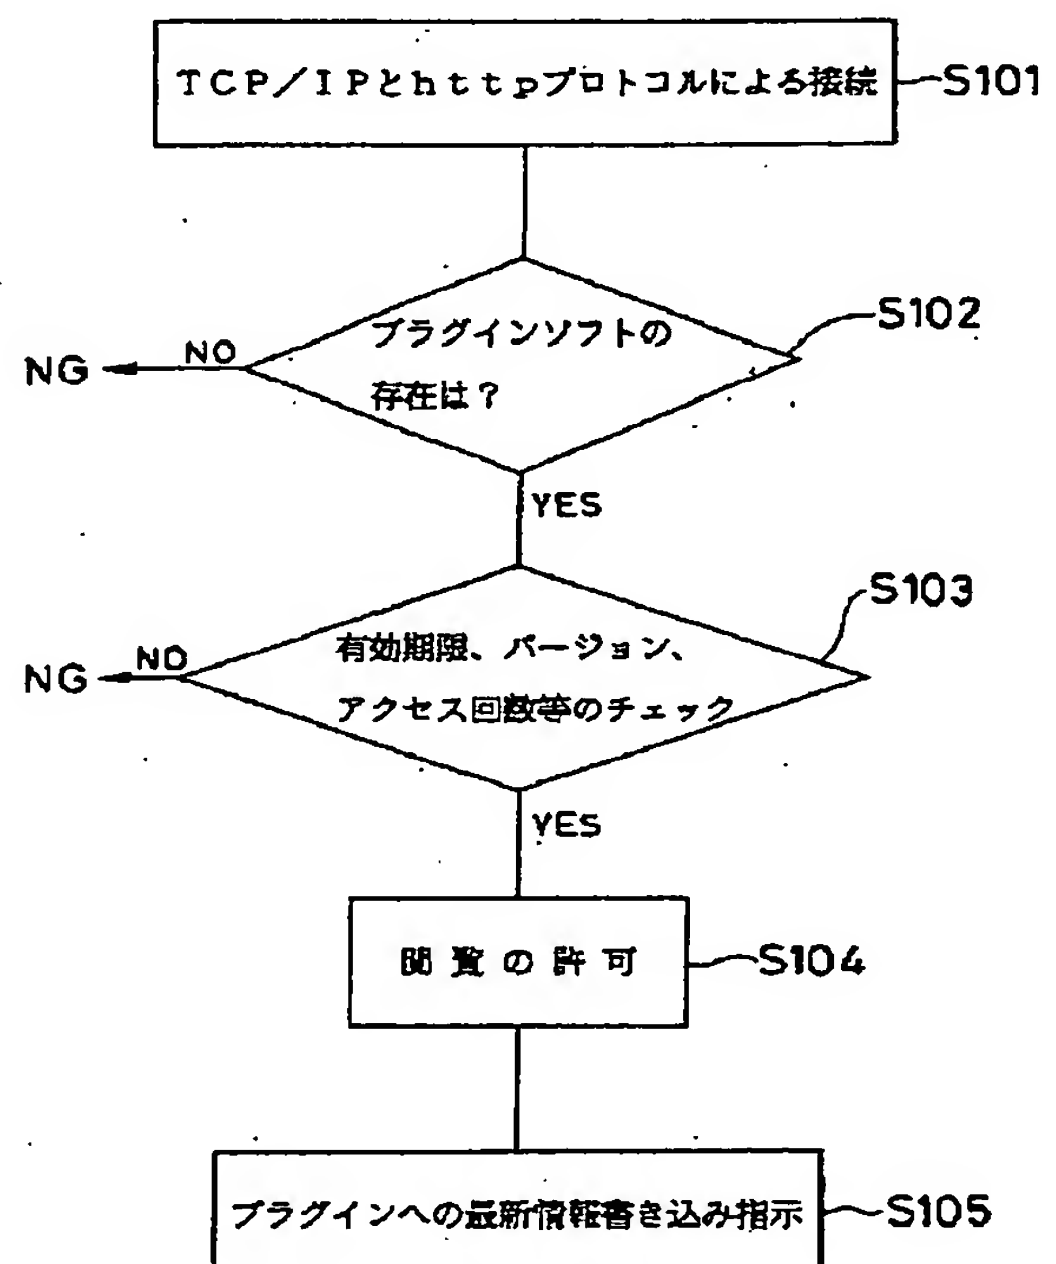 TCP/IPとhttpプロトコルによる接続
S101
プラグインソフトの
存在は?
S102
NO
NG
YES
有効期限、バージョン、
アクセス回数等のチェック
S103
NO
NG
YES
閲覧の許可
S104
プラグインへの最新情報書き込み指示
S105